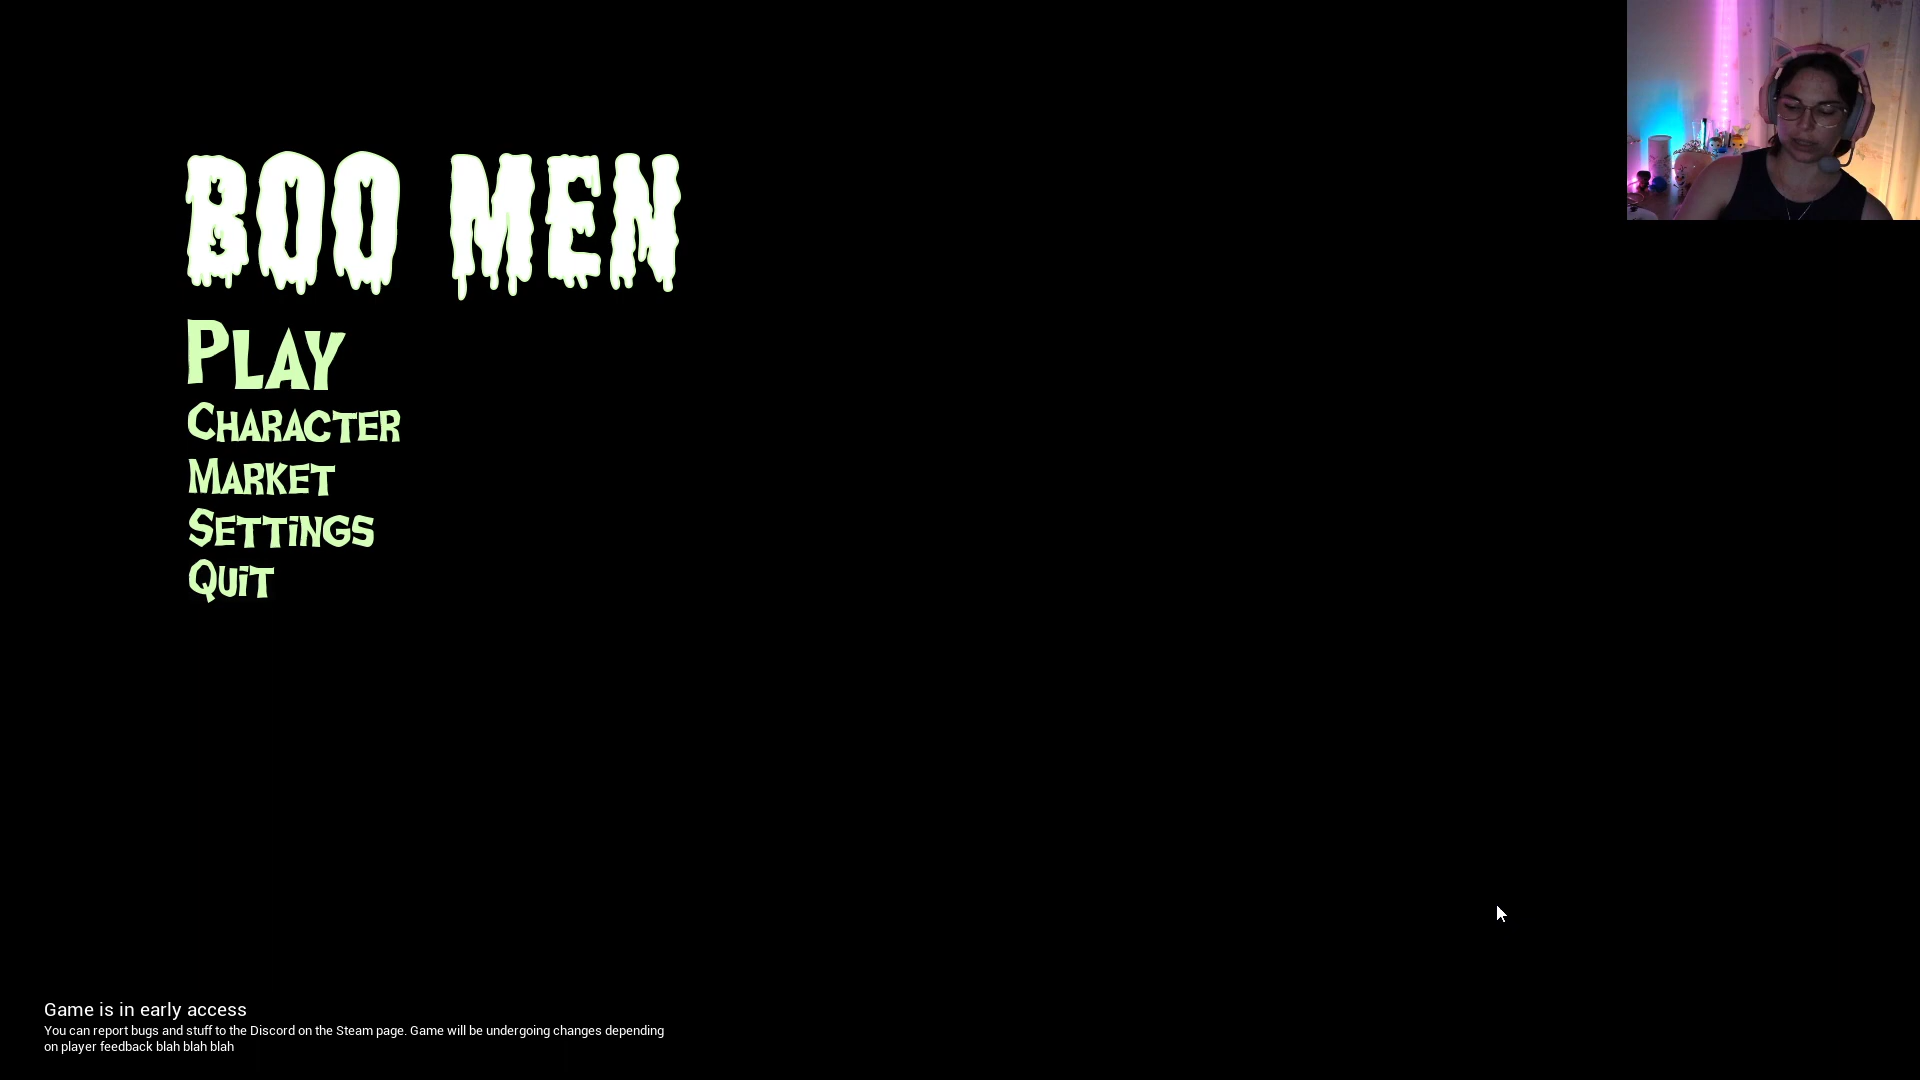 BOO MEN
PLAY
CHARACTER
MARKET
SETTiNGS
QUiT
Game is in early access
You can report bugs and stuff to the Discord on the Steam page. Game will be undergoing changes depending
on player feedback blah blah blah